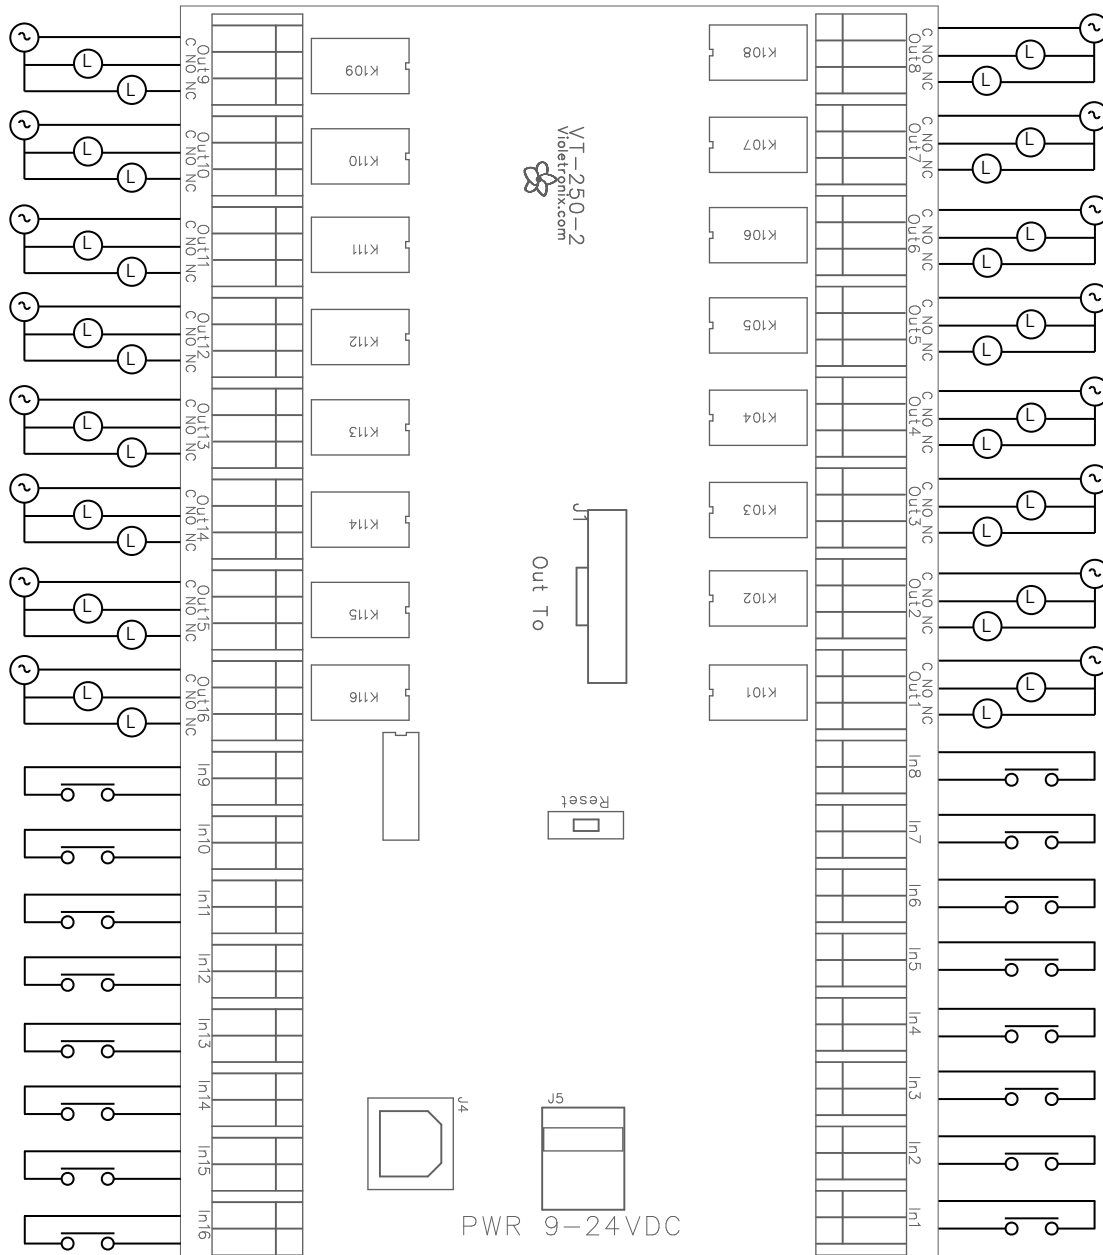 ~ C NO NC Out9 L L K109 K108 C NO NC Out8 L L ~
~ C NO NC Out10 L L K110 K107 C NO NC Out7 L L ~
VT-250-2
Violetronix.com
~ C NO NC Out11 L L K111 K106 C NO NC Out6 L L ~
~ C NO NC Out12 L L K112 K105 C NO NC Out5 L L ~
~ C NO NC Out13 L L K113 K104 C NO NC Out4 L L ~
~ C NO NC Out14 L L K114 K103 C NO NC Out3 L L ~
J1
Out To
~ C NO NC Out15 L L K115 K102 C NO NC Out2 L L ~
~ C NO NC Out16 L L K116 K101 C NO NC Out1 L L ~
In9 In8
Reset
In10 In7
In11 In6
In12 In5
In13 In4
In14 J4 J5 In3
In15 In2
In16 In1
PWR 9-24VDC